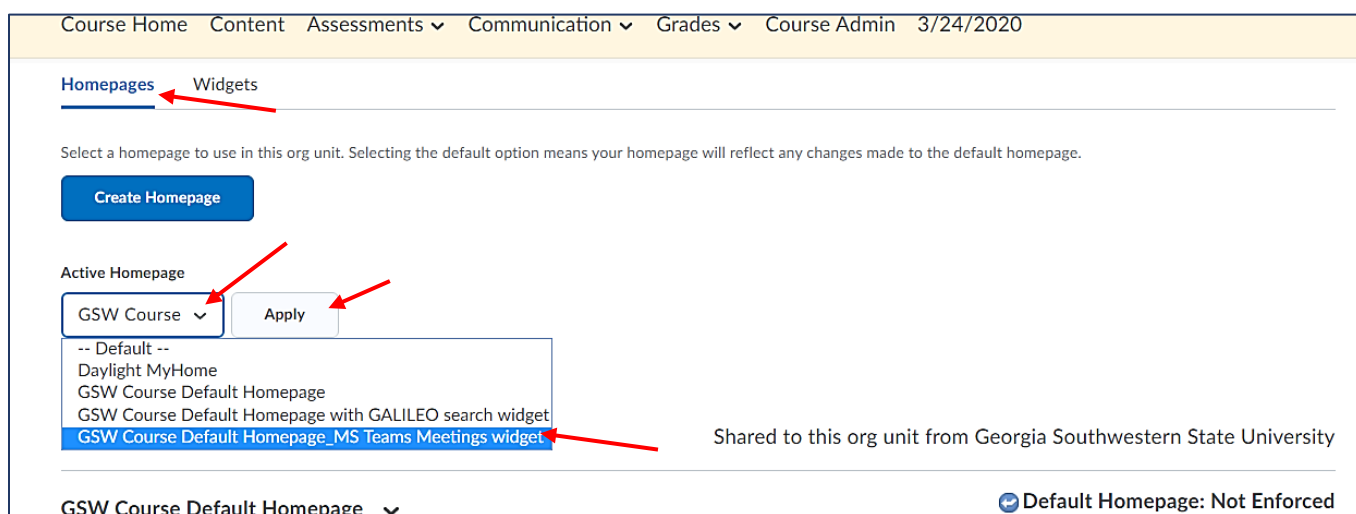 Course Home Content Assessments Communication Grades Course Admin 3/24/2020
Homepages Widgets
Select a homepage to use in this org unit. Selecting the default option means your homepage will reflect any changes made to the default homepage.
Create Homepage
Active Homepage
GSW Course Apply
-- Default --
Daylight MyHome
GSW Course Default Homepage
GSW Course Default Homepage with GALILEO search widget
GSW Course Default Homepage_MS Teams Meetings widget
Shared to this org unit from Georgia Southwestern State University
GSW Course Default Homepage
Default Homepage: Not Enforced